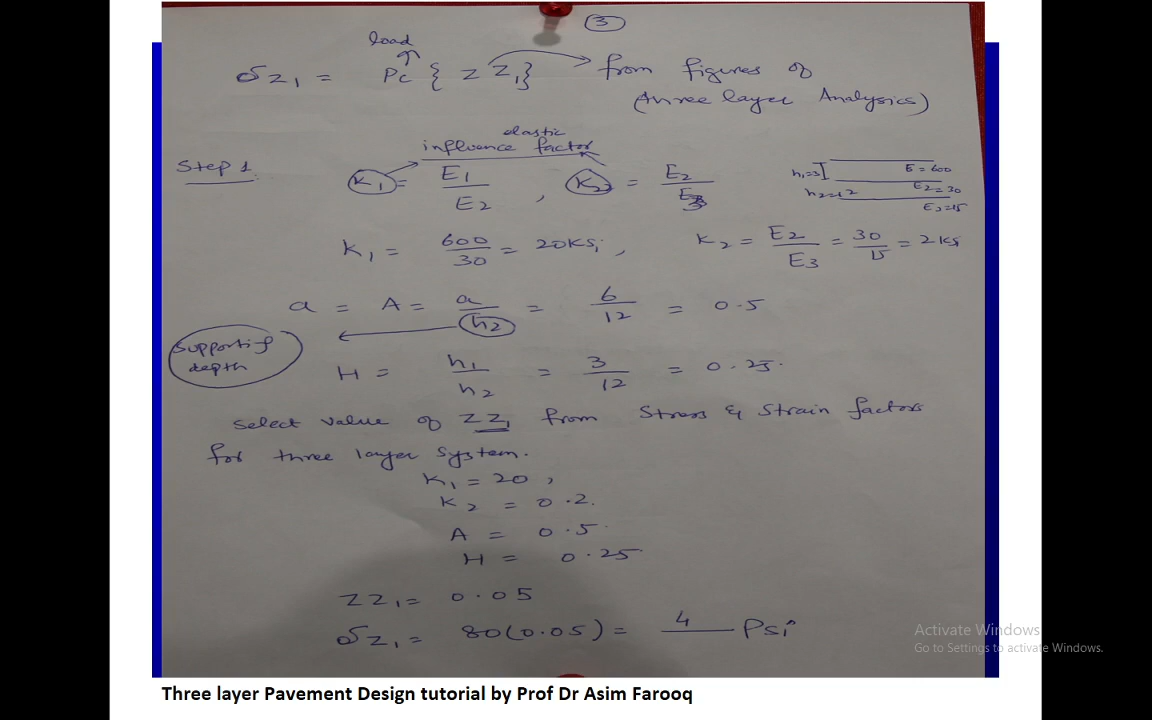 3
load
σz1 = Pc { z z1} from figures of
(three layer Analysics)
elastic
influance factor
Step 1
K1 = E1/E2 , K2 = E2/E3
h1=3 E=600
h2=12 E2=30
E3=15
K1 = 600/30 = 20Ksi , K2 = E2/E3 = 30/15 = 2 ks
a = A = a/h2 = 6/12 = 0.5
supporting
depth
H = h1/h2 = 3/12 = 0.25
Select value of ZZ1 from Stress & Strain factors
for three layer System.
K1 = 20 ,
K2 = 0.2.
A = 0.5
H = 0.25
ZZ1 = 0.05
σz1 = 80(0.05) = 4 Psi
Activate Windows
Go to Settings to activate Windows.
Three layer Pavement Design tutorial by Prof Dr Asim Farooq